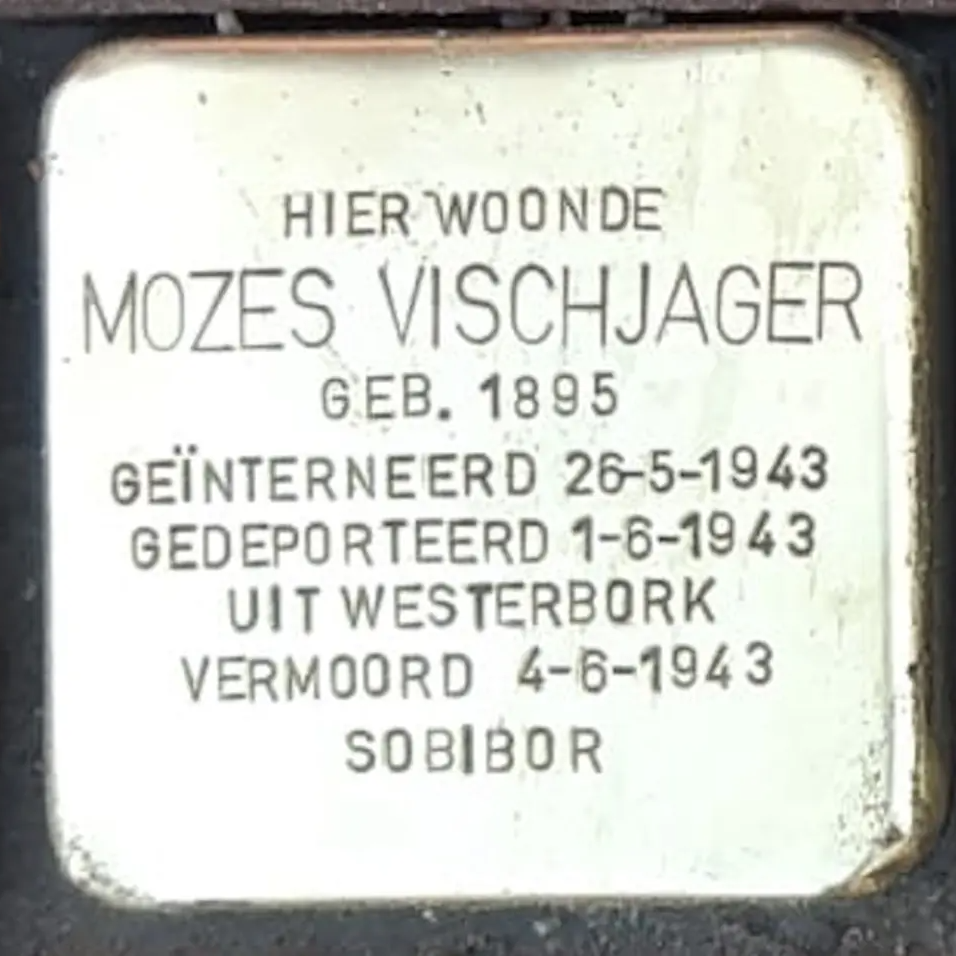 HIER WOONDE
MOZES VISCHJAGER
GEB. 1895
GEÏNTERNEERD 26-5-1943
GEDEPORTEERD 1-6-1943
UIT WESTERBORK
VERMOORD 4-6-1943
SOBIBOR